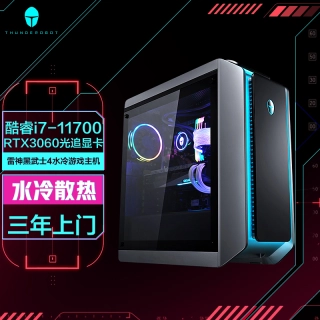 THUNDEROBOT
酷睿i7-11700
RTX3060光追显卡
雷神黑武士4水冷游戏主机
水冷散热
三年上门